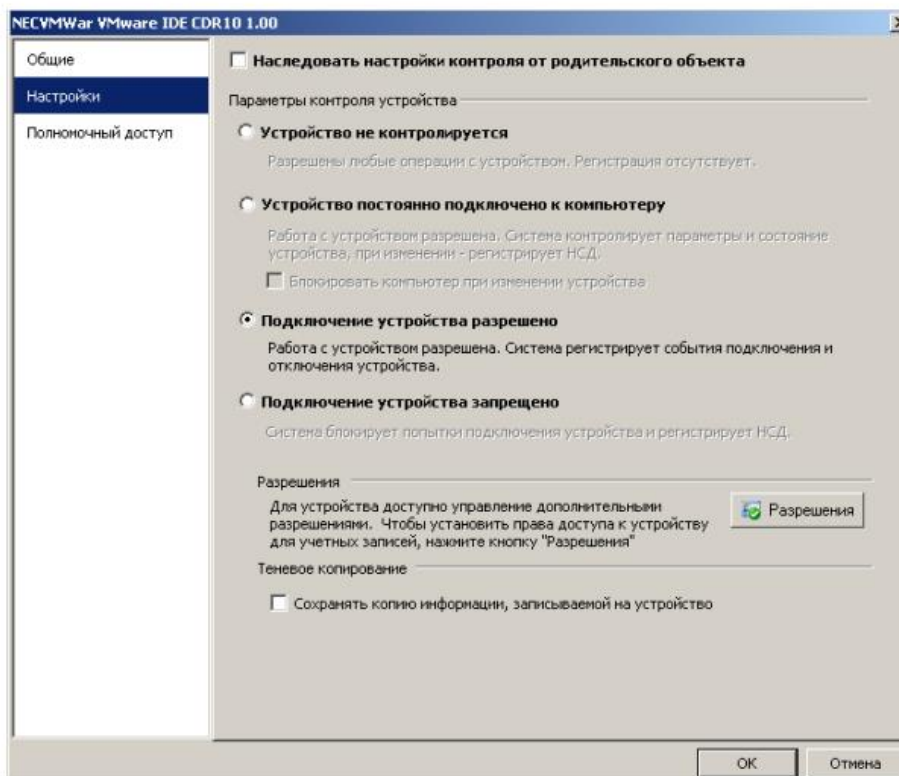 NECVMWar VMware IDE CDR10 1.00
Общие
Настройки
Полномочный доступ
Наследовать настройки контроля от родительского объекта
Параметры контроля устройства
Устройство не контролируется
Разрешены любые операции с устройством. Регистрация отсутствует.
Устройство постоянно подключено к компьютеру
Работа с устройством разрешена. Система контролирует параметры и состояние
устройства, при изменении - регистрирует НСД.
Блокировать компьютер при изменении устройства
Подключение устройства разрешено
Работа с устройством разрешена. Система регистрирует события подключения и
отключения устройства.
Подключение устройства запрещено
Система блокирует попытки подключения устройства и регистрирует НСД.
Разрешения
Для устройства доступно управление дополнительными
разрешениями. Чтобы установить права доступа к устройству
для учетных записей, нажмите кнопку "Разрешения"
Разрешения
Теневое копирование
Сохранять копию информации, записываемой на устройство
OK
Отмена